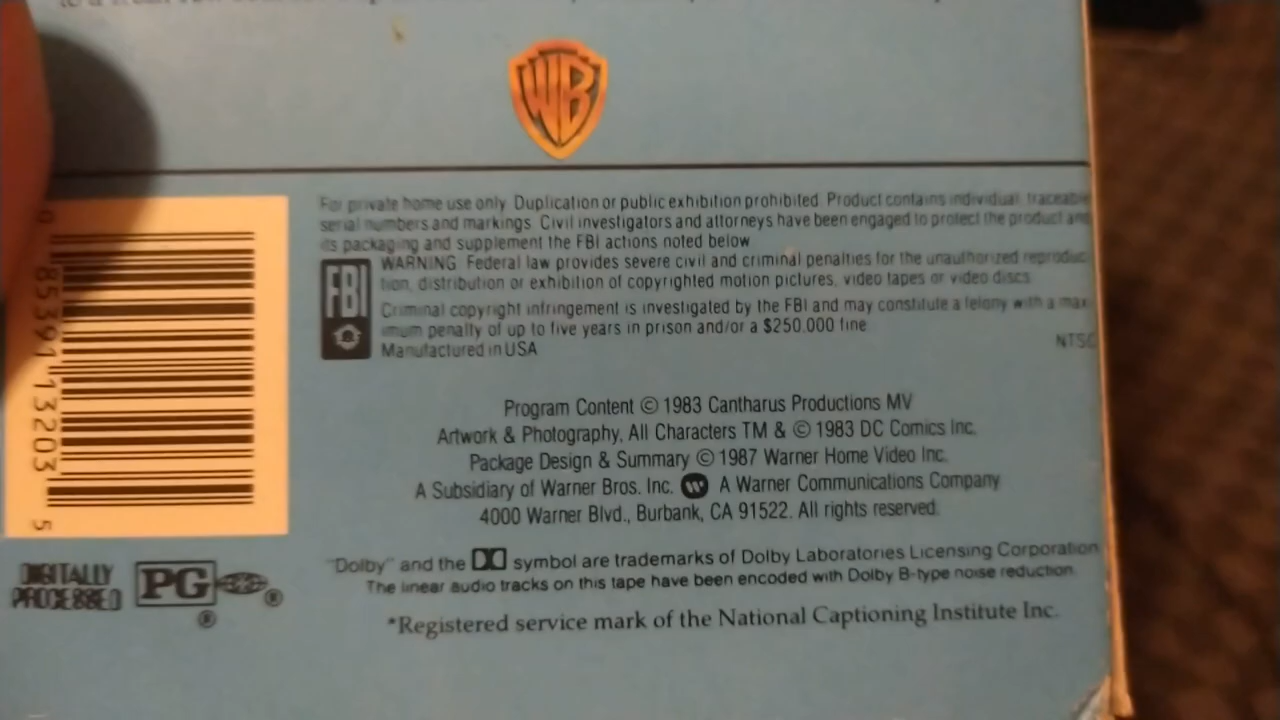 WB
For private home use only. Duplication or public exhibition prohibited. Product contains individual, traceable
serial numbers and markings. Civil investigators and attorneys have been engaged to protect the product and
its packaging and supplement the FBI actions noted below.
FBI
WARNING: Federal law provides severe civil and criminal penalties for the unauthorized reproduc-
tion, distribution or exhibition of copyrighted motion pictures, video tapes or video discs.
Criminal copyright infringement is investigated by the FBI and may constitute a felony with a max-
imum penalty of up to five years in prison and/or a $250,000 fine.
Manufactured in USA
NTSC
Program Content © 1983 Cantharus Productions MV
Artwork & Photography, All Characters TM & © 1983 DC Comics Inc.
Package Design & Summary © 1987 Warner Home Video Inc.
A Subsidiary of Warner Bros. Inc. A Warner Communications Company
4000 Warner Blvd., Burbank, CA 91522. All rights reserved.
"Dolby" and the symbol are trademarks of Dolby Laboratories Licensing Corporation.
The linear audio tracks on this tape have been encoded with Dolby B-type noise reduction.
*Registered service mark of the National Captioning Institute Inc.
0 85391 13203 5
DIGITALLY
PROCESSED
PG ®
®